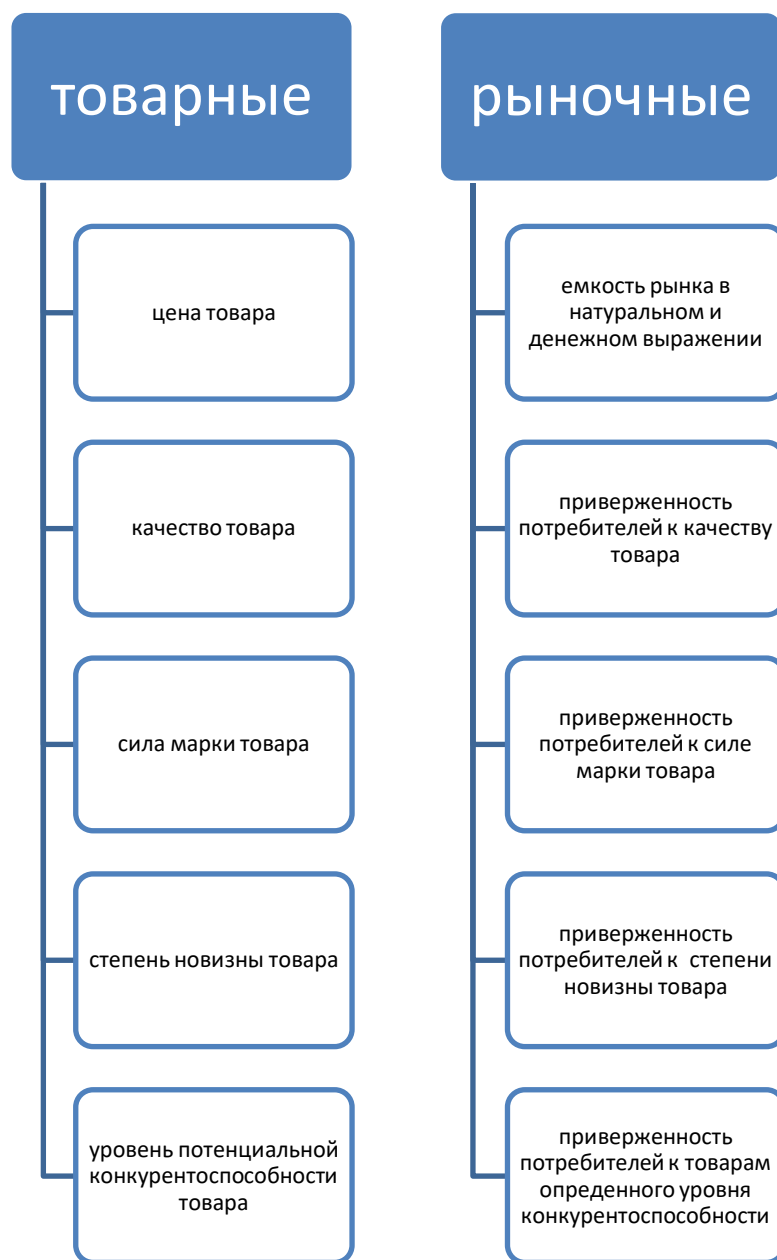 товарные
цена товара
качество товара
сила марки товара
степень новизны товара
уровень потенциальной
конкурентоспособности
товара
рыночные
емкость рынка в
натуральном и
денежном выражении
приверженность
потребителей к качеству
товара
приверженность
потребителей к силе
марки товара
приверженность
потребителей к степени
новизны товара
приверженность
потребителей к товарам
опреденного уровня
конкурентоспособности